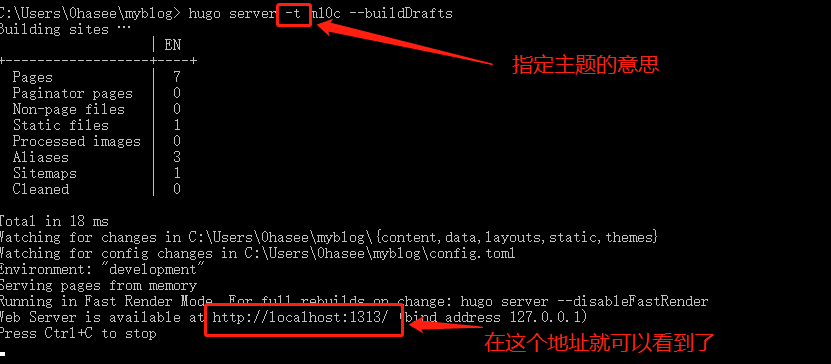 C:\Users\0hasee\myblog> hugo server -t m10c --buildDrafts
Building sites …
| EN
+------------------+----+
Pages | 7
Paginator pages | 0
Non-page files | 0
Static files | 1
Processed images | 0
Aliases | 3
Sitemaps | 1
Cleaned | 0
指定主题的意思
Total in 18 ms
Watching for changes in C:\Users\0hasee\myblog\{content,data,layouts,static,themes}
Watching for config changes in C:\Users\0hasee\myblog\config.toml
Environment: "development"
Serving pages from memory
Running in Fast Render Mode. For full rebuilds on change: hugo server --disableFastRender
Web Server is available at http://localhost:1313/ (bind address 127.0.0.1)
Press Ctrl+C to stop
在这个地址就可以看到了